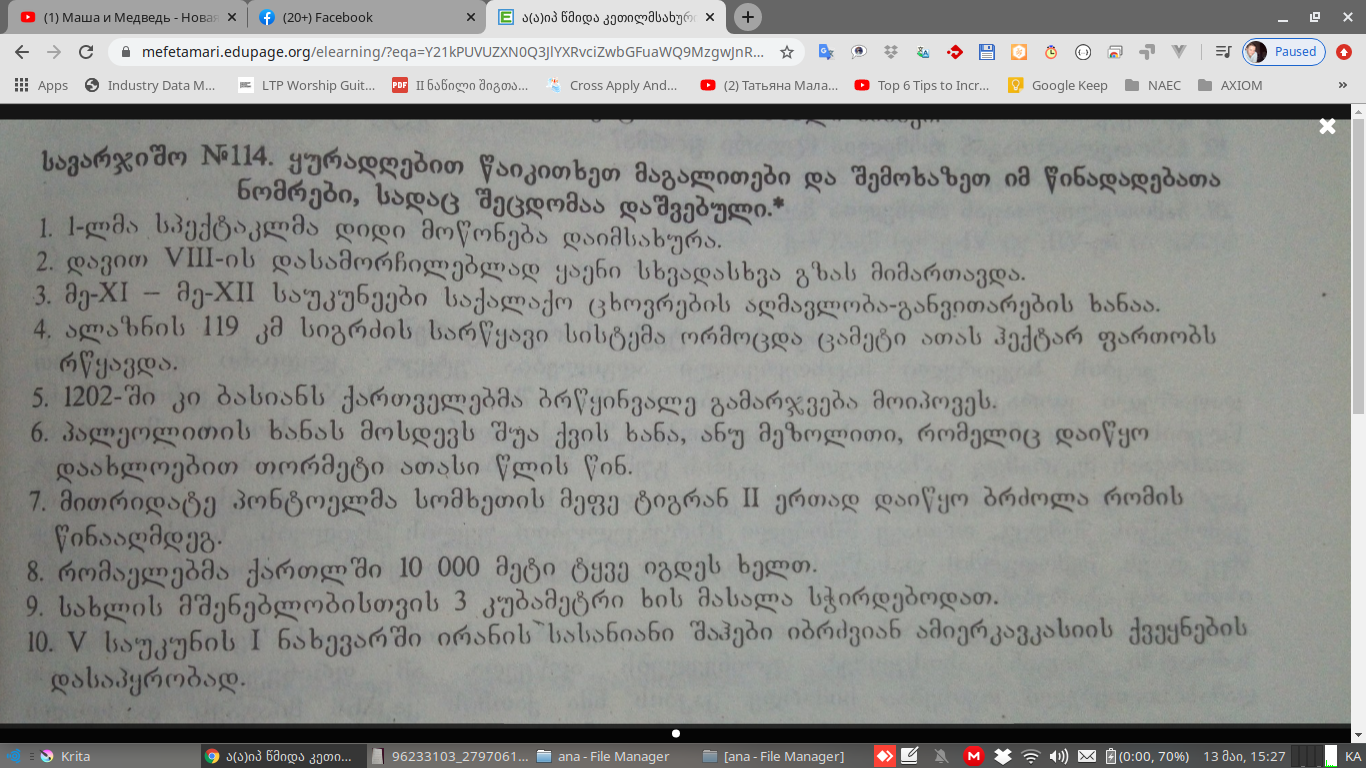 (1) Маша и Медведь - Новая
(20+) Facebook
ა(ა)იპ წმიდა კეთილმსახურ
mefetamari.edupage.org/elearning/?eqa=Y21kPUVUZXN0Q3JlYXRvciZwbGFuaWQ9MzgwJnR...
Paused
Apps
Industry Data M...
LTP Worship Guit...
II ნაწილი შიგთა...
Cross Apply And...
(2) Татьяна Мала...
Top 6 Tips to Incr...
Google Keep
NAEC
AXIOM
»
სავარჯიშო №114. ყურადღებით წაიკითხეთ მაგალითები და შემოხაზეთ იმ წინადადებათა
ნომრები, სადაც შეცდომაა დაშვებული.*
1. 1-ლმა სპექტაკლმა დიდი მოწონება დაიმსახურა.
2. დავით VIII-ის დასამორჩილებლად ყაენი სხვადასხვა გზას მიმართავდა.
3. მე-XI – მე-XII საუკუნეები საქალაქო ცხოვრების აღმავლობა-განვითარების ხანაა.
4. ალაზნის 119 კმ სიგრძის სარწყავი სისტემა ორმოცდა ცამეტი ათას ჰექტარ ფართობს
რწყავდა.
5. 1202-ში კი ბასიანს ქართველებმა ბრწყინვალე გამარჯვება მოიპოვეს.
6. პალეოლითის ხანას მოსდევს შუა ქვის ხანა, ანუ მეზოლითი, რომელიც დაიწყო
დაახლოებით თორმეტი ათასი წლის წინ.
7. მითრიდატე პონტოელმა სომხეთის მეფე ტიგრან II ერთად დაიწყო ბრძოლა რომის
წინააღმდეგ.
8. რომაელებმა ქართლში 10 000 მეტი ტყვე იგდეს ხელთ.
9. სახლის მშენებლობისთვის 3 კუბამეტრი ხის მასალა სჭირდებოდათ.
10. V საუკუნის I ნახევარში ირანის სასანიანი შაჰები იბრძვიან ამიერკავკასიის ქვეყნების
დასაპყრობად.
Krita
ა(ა)იპ წმიდა კეთი...
96233103_2797061...
ana - File Manager
[ana - File Manager]
(0:00, 70%)
13 მაი, 15:27
KA